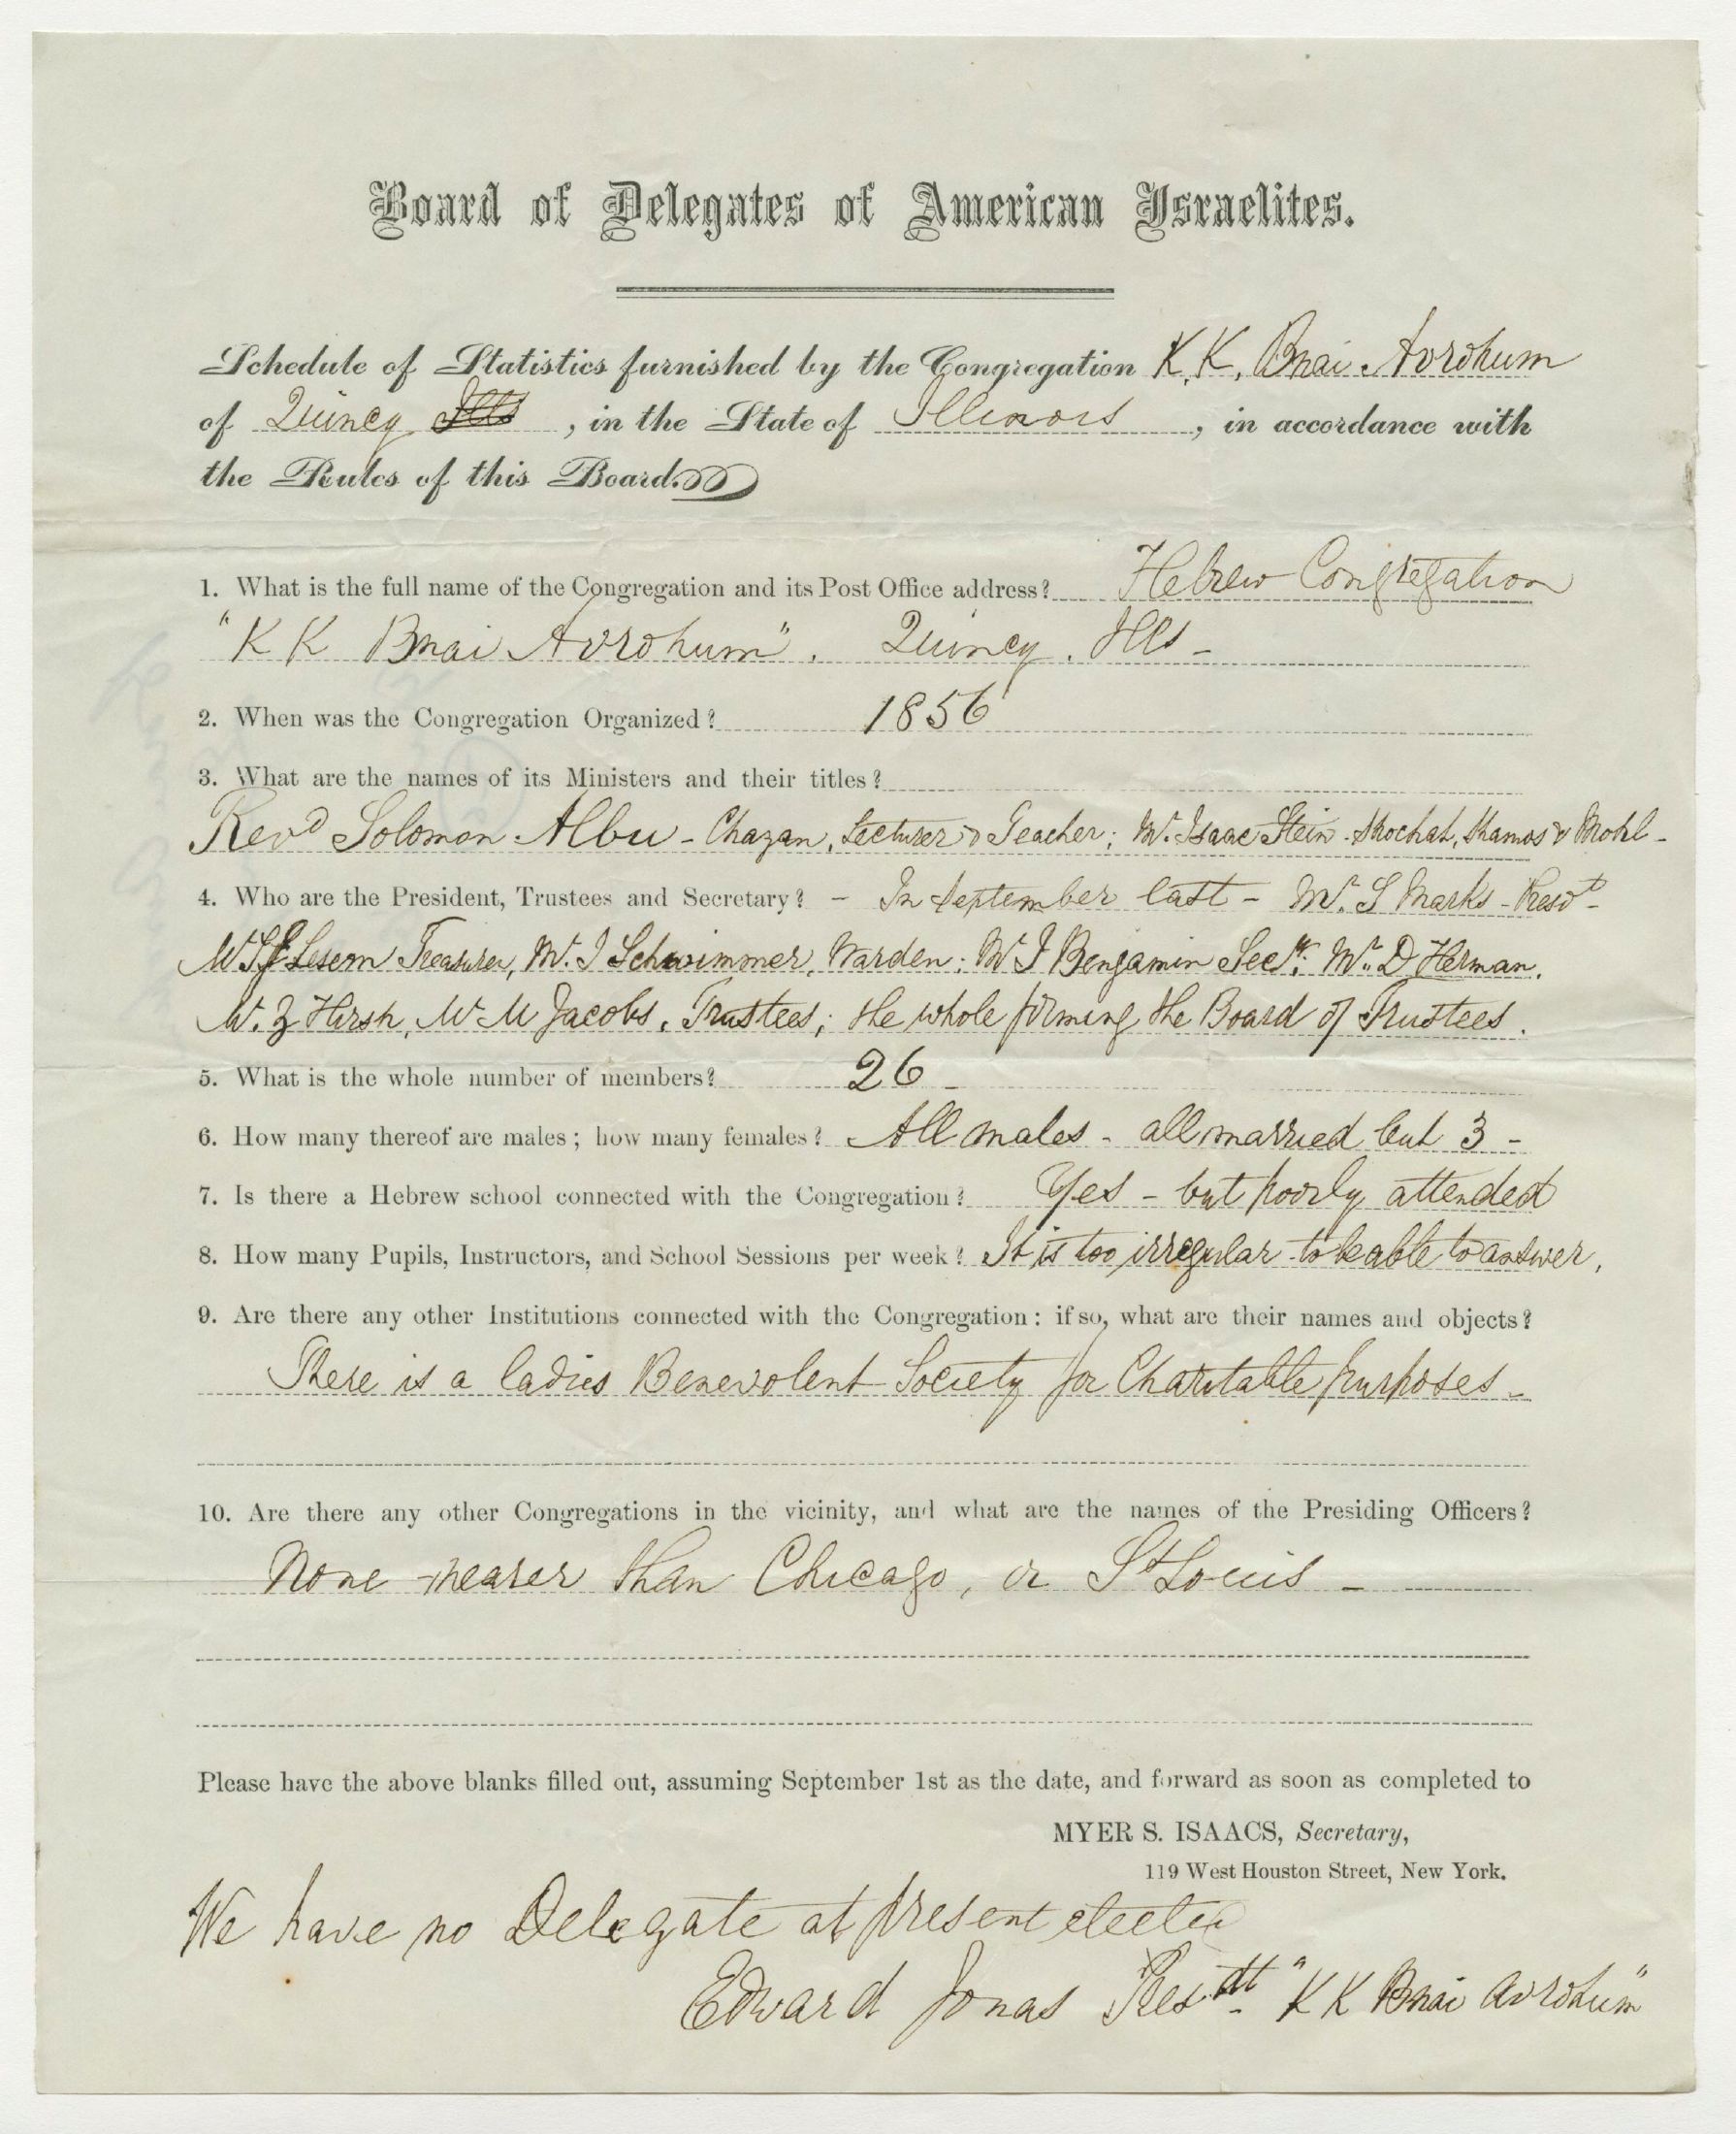 Board of Delegates of American Israelites.
Schedule of Statistics furnished by the Congregation K. K. Bnai Avrohum
of Quincy Ills, in the State of Illinois, in accordance with
the Rules of this Board.
1. What is the full name of the Congregation and its Post Office address? Hebrew Congregation
"K K Bnai Avrohum". Quincy. Ills -
2. When was the Congregation Organized? 1856
3. What are the names of its Ministers and their titles?
Revd Solomon Albu - Chazan, Lecturer & Teacher; Mr. Isaac Stein - Shochat, Shamos & Mohl -
4. Who are the President, Trustees and Secretary? - In September last - Mr. S Marks - Presdt -
Lesem Treasurer, Mr. I Schwimmer, Warden; Mr I Benjamin Secty; Mr. D Herman,
Mr. Z Hirsh, Mr M Jacobs, Trustees; the whole forming the Board of Trustees.
5. What is the whole number of members? 26 -
6. How many thereof are males; how many females? All males - all married but 3 -
7. Is there a Hebrew school connected with the Congregation? Yes - but poorly attended
8. How many Pupils, Instructors, and School Sessions per week? It is too irregular to be able to answer.
9. Are there any other Institutions connected with the Congregation: if so, what are their names and objects?
There is a ladies Benevolent Society for Charitable purposes -
10. Are there any other Congregations in the vicinity, and what are the names of the Presiding Officers?
None nearer than Chicago, or St Louis -
Please have the above blanks filled out, assuming September 1st as the date, and forward as soon as completed to
MYER S. ISAACS, Secretary,
119 West Houston Street, New York.
We have no Delegate at present elected
Edward Jonas Presidt "K K Bnai Avrohum"